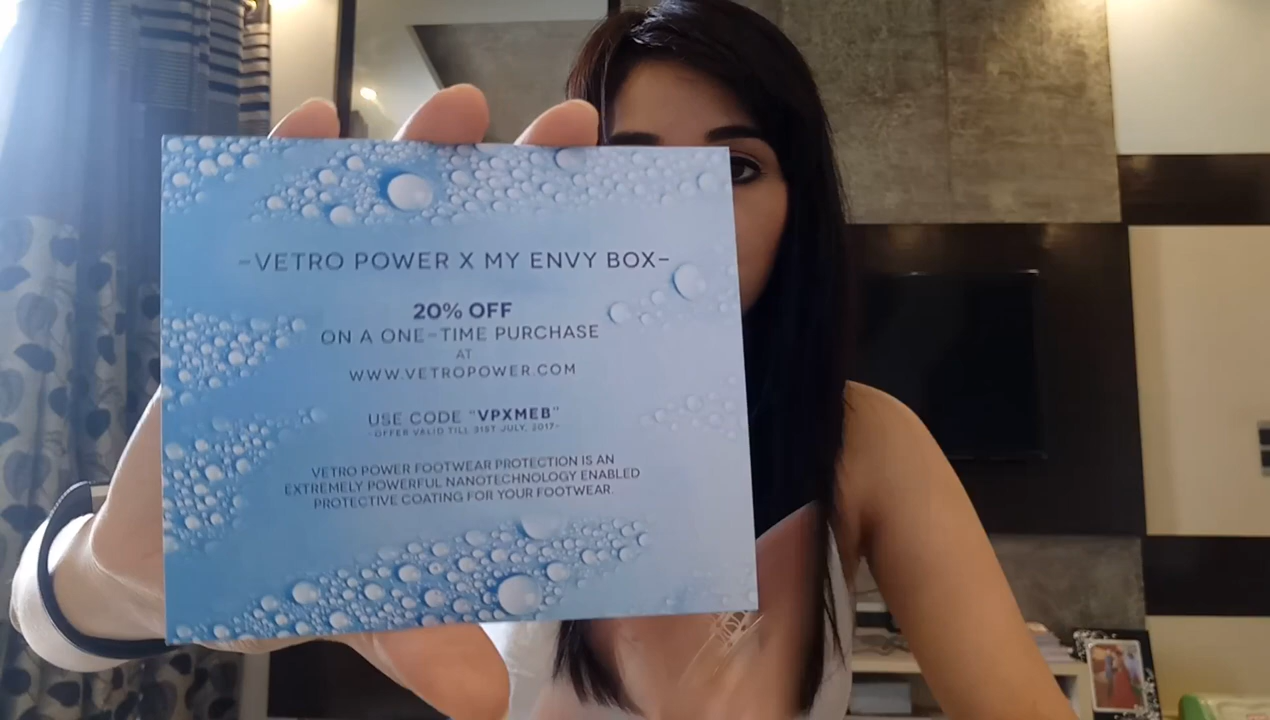 -VETRO POWER X MY ENVY BOX-
20% OFF
ON A ONE-TIME PURCHASE
AT
WWW.VETROPOWER.COM
USE CODE "VPXMEB"
-OFFER VALID TILL 31ST JULY, 2017-
VETRO POWER FOOTWEAR PROTECTION IS AN
EXTREMELY POWERFUL NANOTECHNOLOGY ENABLED
PROTECTIVE COATING FOR YOUR FOOTWEAR.